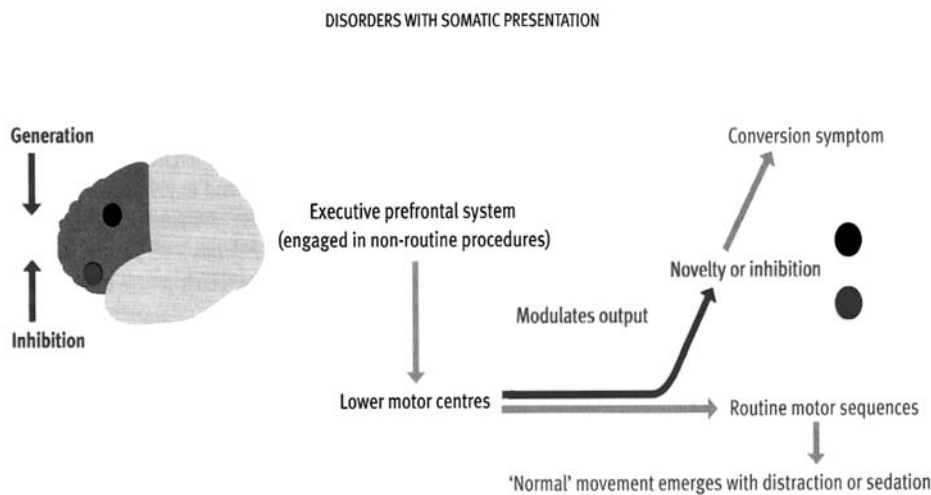 DISORDERS WITH SOMATIC PRESENTATION
Generation
Conversion symptom
Executive prefrontal system
(engaged in non-routine procedures)
Novelty or inhibition
Modulates output
Inhibition
Lower motor centres
Routine motor sequences
‘Normal’ movement emerges with distraction or sedation